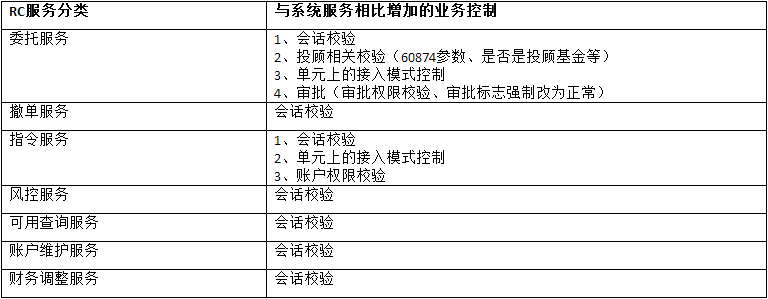 RC服务分类
与系统服务相比增加的业务控制
委托服务
1、会话校验
2、投顾相关校验（60874参数、是否是投顾基金等）
3、单元上的接入模式控制
4、审批（审批权限校验、审批标志强制改为正常）
撤单服务
会话校验
指令服务
1、会话校验
2、单元上的接入模式控制
3、账户权限校验
风控服务
会话校验
可用查询服务
会话校验
账户维护服务
会话校验
财务调整服务
会话校验